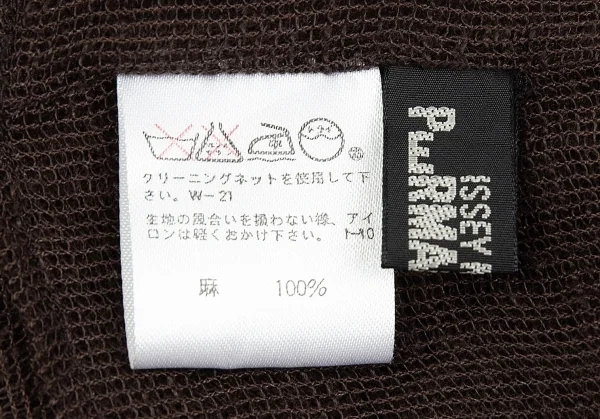 クリーニングネットを使用して下
さい。W-21
生地の風合いを損わない様、アイ
ロンは軽くおかけ下さい。 I-10
麻 100%
ISSEY